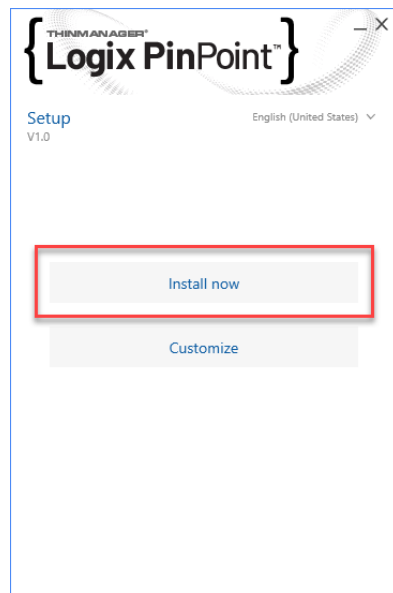 THINMANAGER®
{Logix PinPoint™}
Setup
English (United States)
V1.0
Install now
Customize